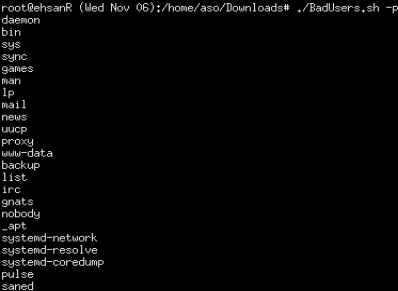 root@ehsanR (Wed Nov 06):/home/aso/Downloads# ./BadUsers.sh -p
daemon
bin
sys
sync
games
man
lp
mail
news
uucp
proxy
www-data
backup
list
irc
gnats
nobody
_apt
systemd-network
systemd-resolve
systemd-coredump
pulse
saned